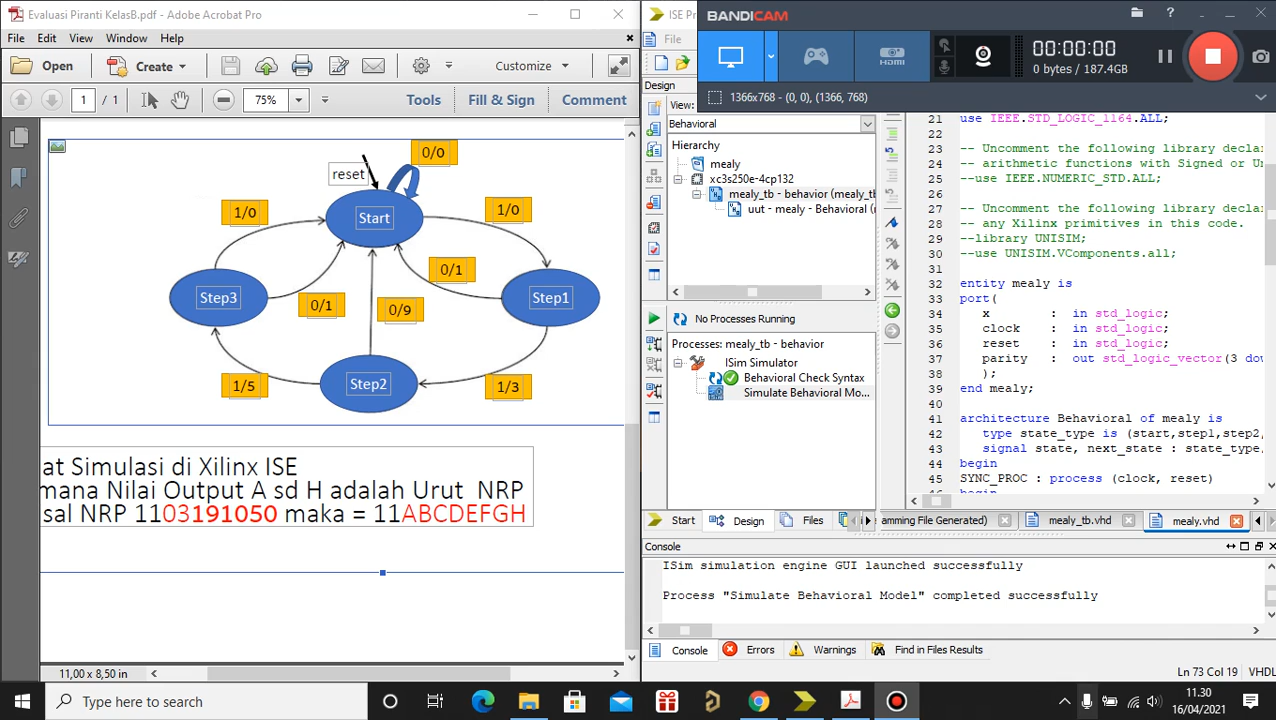 Evaluasi Piranti KelasB.pdf - Adobe Acrobat Pro
File Edit View Window Help
Open Create Customize
1 / 1 75% Tools Fill & Sign Comment
reset 0/0
1/0 Start 1/0
0/1
Step3 0/1 0/9 Step1
1/5 Step2 1/3
at Simulasi di Xilinx ISE
mana Nilai Output A sd H adalah Urut NRP
sal NRP 1103191050 maka = 11ABCDEFGH
11,00 x 8,50 in
ISE Pr
File
Design
View:
Behavioral
Hierarchy
mealy
xc3s250e-4cp132
mealy_tb - behavior (mealy_tb
uut - mealy - Behavioral (
No Processes Running
Processes: mealy_tb - behavior
ISim Simulator
Behavioral Check Syntax
Simulate Behavioral Mo...
Start Design Files
BANDICAM
HDMI
00:00:00
0 bytes / 187.4GB
1366x768 - (0, 0), (1366, 768)
21 use IEEE.STD_LOGIC_1164.ALL;
22
23 -- Uncomment the following library decla
24 -- arithmetic functions with Signed or U
25 --use IEEE.NUMERIC_STD.ALL;
26
27 -- Uncomment the following library decla
28 -- any Xilinx primitives in this code.
29 --library UNISIM;
30 --use UNISIM.VComponents.all;
31
32 entity mealy is
33 port(
34 x : in std_logic;
35 clock : in std_logic;
36 reset : in std_logic;
37 parity : out std_logic_vector(3 dow
38 );
39 end mealy;
40
41 architecture Behavioral of mealy is
42 type state_type is (start,step1,step2,
43 signal state, next_state : state_type,
44 begin
45 SYNC_PROC : process (clock, reset)
46 begin
amming File Generated) mealy_tb.vhd mealy.vhd
Console
ISim simulation engine GUI launched successfully
Process "Simulate Behavioral Model" completed successfully
Console Errors Warnings Find in Files Results
Ln 73 Col 19 VHDL
Type here to search
11.30
16/04/2021